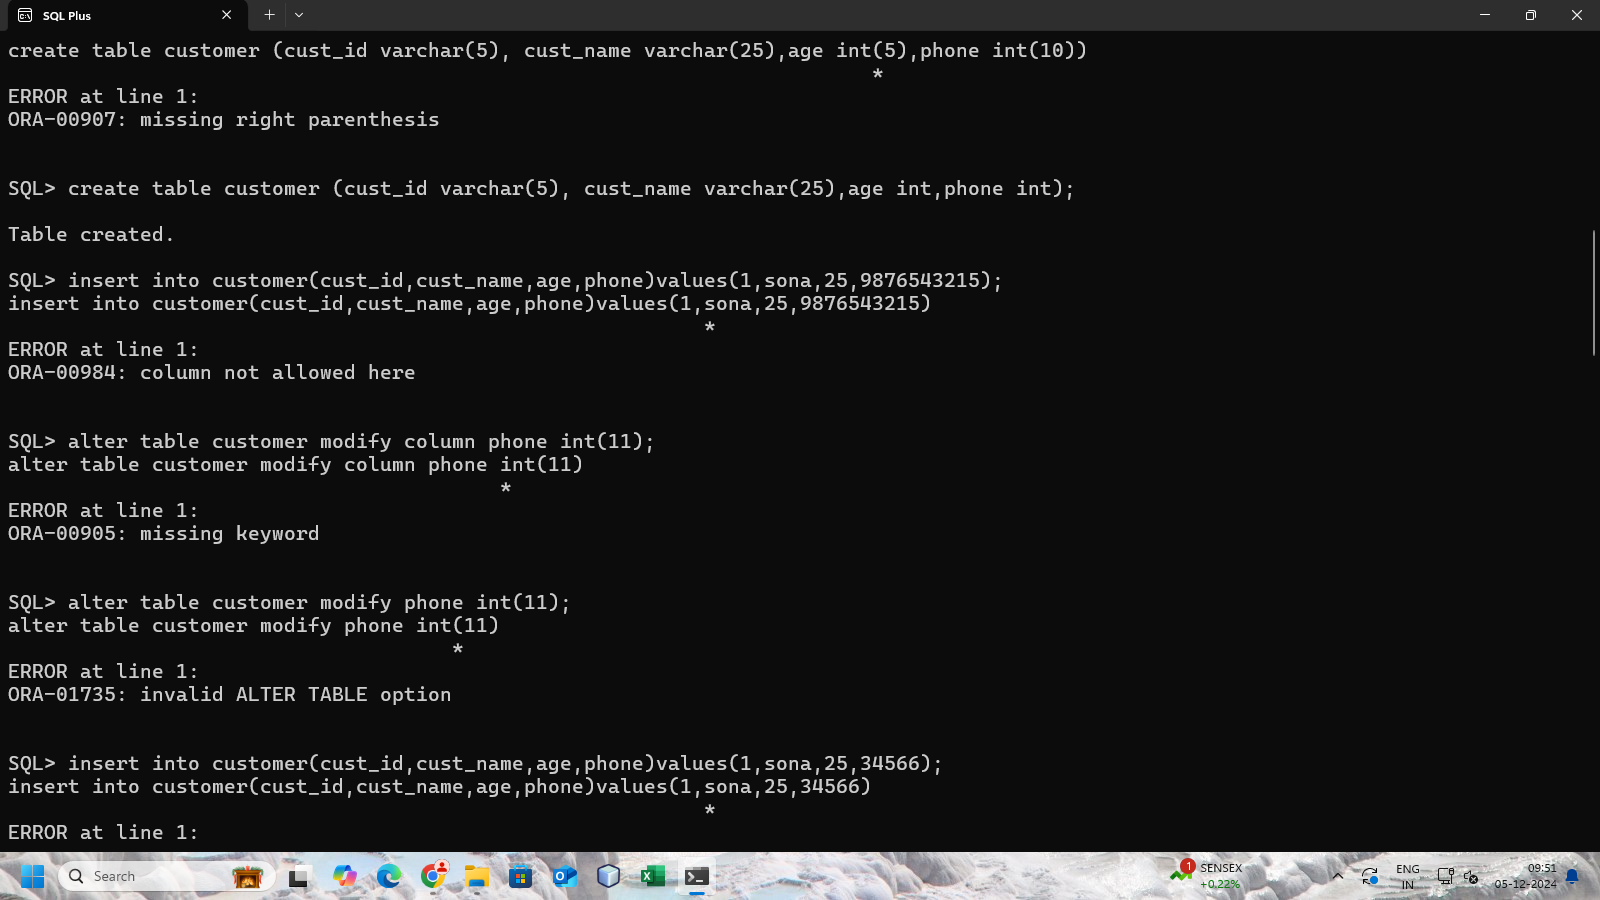 SQL Plus
create table customer (cust_id varchar(5), cust_name varchar(25),age int(5),phone int(10))
*
ERROR at line 1:
ORA-00907: missing right parenthesis
SQL> create table customer (cust_id varchar(5), cust_name varchar(25),age int,phone int);
Table created.
SQL> insert into customer(cust_id,cust_name,age,phone)values(1,sona,25,9876543215);
insert into customer(cust_id,cust_name,age,phone)values(1,sona,25,9876543215)
*
ERROR at line 1:
ORA-00984: column not allowed here
SQL> alter table customer modify column phone int(11);
alter table customer modify column phone int(11)
*
ERROR at line 1:
ORA-00905: missing keyword
SQL> alter table customer modify phone int(11);
alter table customer modify phone int(11)
*
ERROR at line 1:
ORA-01735: invalid ALTER TABLE option
SQL> insert into customer(cust_id,cust_name,age,phone)values(1,sona,25,34566);
insert into customer(cust_id,cust_name,age,phone)values(1,sona,25,34566)
*
ERROR at line 1:
Search
1
SENSEX
+0.22%
ENG
IN
09:51
05-12-2024